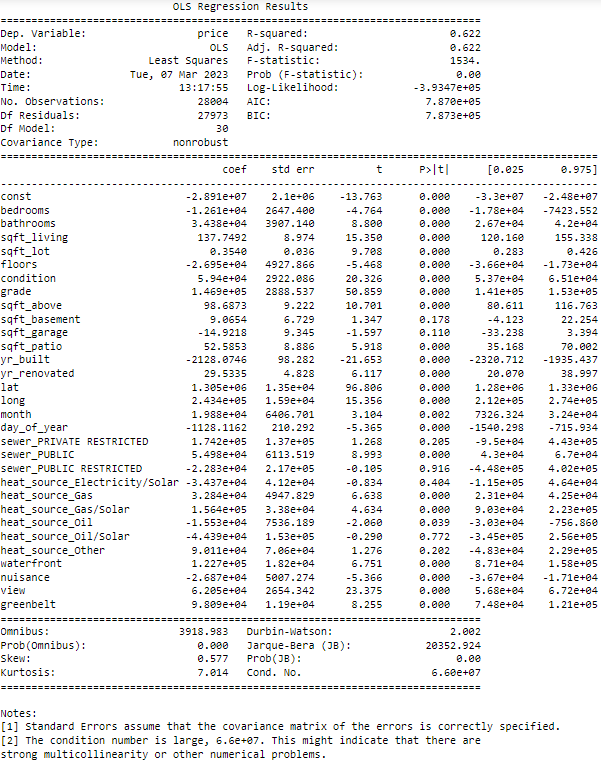 OLS Regression Results
==============================================================================
Dep. Variable: price R-squared: 0.622
Model: OLS Adj. R-squared: 0.622
Method: Least Squares F-statistic: 1534.
Date: Tue, 07 Mar 2023 Prob (F-statistic): 0.00
Time: 13:17:55 Log-Likelihood: -3.9347e+05
No. Observations: 28004 AIC: 7.870e+05
Df Residuals: 27973 BIC: 7.873e+05
Df Model: 30
Covariance Type: nonrobust
==============================================================================
coef std err t P>|t| [0.025 0.975]
------------------------------------------------------------------------------
const -2.891e+07 2.1e+06 -13.763 0.000 -3.3e+07 -2.48e+07
bedrooms -1.261e+04 2647.400 -4.764 0.000 -1.78e+04 -7423.552
bathrooms 3.438e+04 3907.140 8.800 0.000 2.67e+04 4.2e+04
sqft_living 137.7492 8.974 15.350 0.000 120.160 155.338
sqft_lot 0.3540 0.036 9.708 0.000 0.283 0.426
floors -2.695e+04 4927.866 -5.468 0.000 -3.66e+04 -1.73e+04
condition 5.94e+04 2922.086 20.326 0.000 5.37e+04 6.51e+04
grade 1.469e+05 2888.537 50.859 0.000 1.41e+05 1.53e+05
sqft_above 98.6873 9.222 10.701 0.000 80.611 116.763
sqft_basement 9.0654 6.729 1.347 0.178 -4.123 22.254
sqft_garage -14.9218 9.345 -1.597 0.110 -33.238 3.394
sqft_patio 52.5853 8.886 5.918 0.000 35.168 70.002
yr_built -2128.0746 98.282 -21.653 0.000 -2320.712 -1935.437
yr_renovated 29.5335 4.828 6.117 0.000 20.070 38.997
lat 1.305e+06 1.35e+04 96.806 0.000 1.28e+06 1.33e+06
long 2.434e+05 1.59e+04 15.356 0.000 2.12e+05 2.74e+05
month 1.988e+04 6406.701 3.104 0.002 7326.324 3.24e+04
day_of_year -1128.1162 210.292 -5.365 0.000 -1540.298 -715.934
sewer_PRIVATE RESTRICTED 1.742e+05 1.37e+05 1.268 0.205 -9.5e+04 4.43e+05
sewer_PUBLIC 5.498e+04 6113.519 8.993 0.000 4.3e+04 6.7e+04
sewer_PUBLIC RESTRICTED -2.283e+04 2.17e+05 -0.105 0.916 -4.48e+05 4.02e+05
heat_source_Electricity/Solar -3.437e+04 4.12e+04 -0.834 0.404 -1.15e+05 4.64e+04
heat_source_Gas 3.284e+04 4947.829 6.638 0.000 2.31e+04 4.25e+04
heat_source_Gas/Solar 1.564e+05 3.38e+04 4.634 0.000 9.03e+04 2.23e+05
heat_source_Oil -1.553e+04 7536.189 -2.060 0.039 -3.03e+04 -756.860
heat_source_Oil/Solar -4.439e+04 1.53e+05 -0.290 0.772 -3.45e+05 2.56e+05
heat_source_Other 9.011e+04 7.06e+04 1.276 0.202 -4.83e+04 2.29e+05
waterfront 1.227e+05 1.82e+04 6.751 0.000 8.71e+04 1.58e+05
nuisance -2.687e+04 5007.274 -5.366 0.000 -3.67e+04 -1.71e+04
view 6.205e+04 2654.342 23.375 0.000 5.68e+04 6.72e+04
greenbelt 9.809e+04 1.19e+04 8.255 0.000 7.48e+04 1.21e+05
==============================================================================
Omnibus: 3918.983 Durbin-Watson: 2.002
Prob(Omnibus): 0.000 Jarque-Bera (JB): 20352.924
Skew: 0.577 Prob(JB): 0.00
Kurtosis: 7.014 Cond. No. 6.60e+07
==============================================================================
Notes:
[1] Standard Errors assume that the covariance matrix of the errors is correctly specified.
[2] The condition number is large, 6.6e+07. This might indicate that there are
strong multicollinearity or other numerical problems.